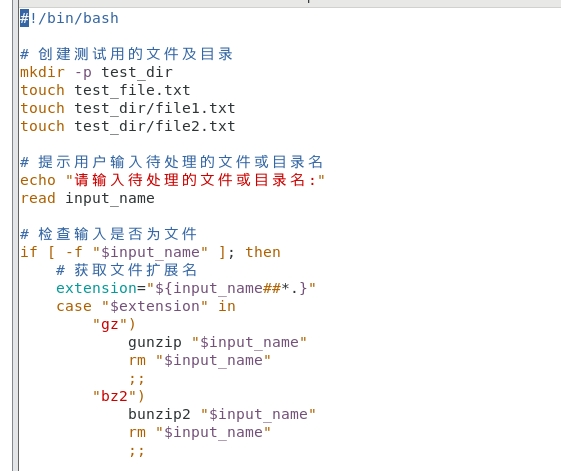 #!/bin/bash

# 创建测试用的文件及目录
mkdir -p test_dir
touch test_file.txt
touch test_dir/file1.txt
touch test_dir/file2.txt

# 提示用户输入待处理的文件或目录名
echo "请输入待处理的文件或目录名:"
read input_name

# 检查输入是否为文件
if [ -f "$input_name" ]; then
    # 获取文件扩展名
    extension="${input_name##*.}"
    case "$extension" in
        "gz")
            gunzip "$input_name"
            rm "$input_name"
            ;;
        "bz2")
            bunzip2 "$input_name"
            rm "$input_name"
            ;;